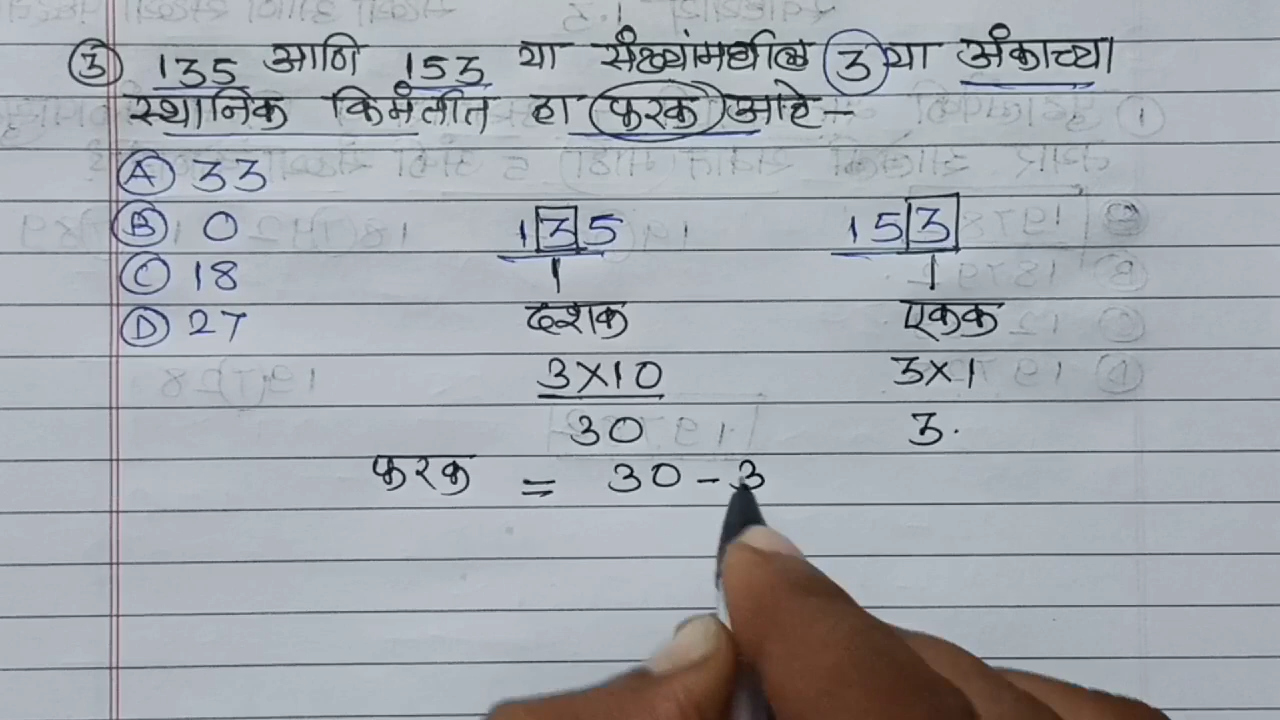 ③ 135 आणि 153 या संख्यांमधील 3 या अंकाच्या
स्थानिक किंमतीत हा फरक आहे-
Ⓐ 33
Ⓑ 0
135
153
Ⓒ 18
Ⓓ 27
दशक
एकक
3×10
3×1
30
3.
फरक = 30-3